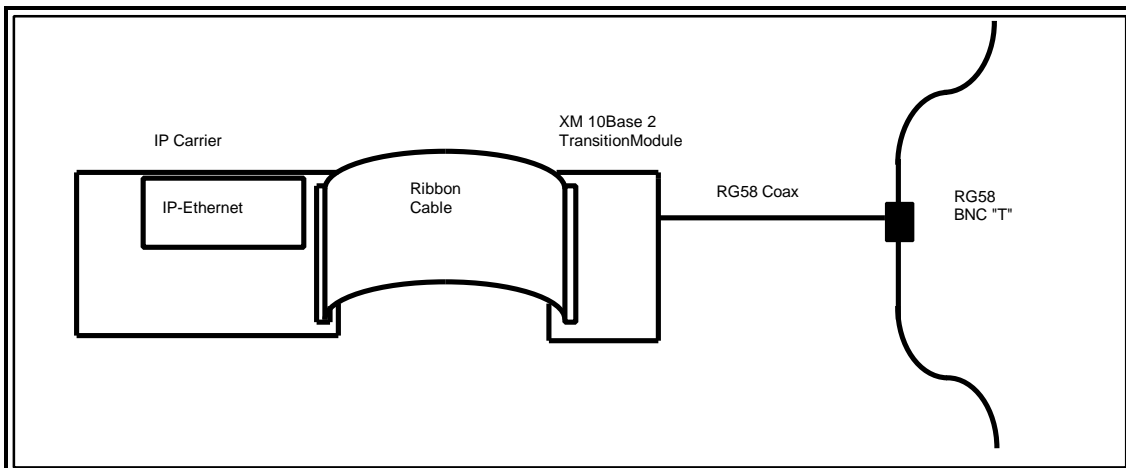 IP Carrier
IP-Ethernet
Ribbon
Cable
XM 10Base 2
TransitionModule
RG58 Coax
RG58
BNC "T"